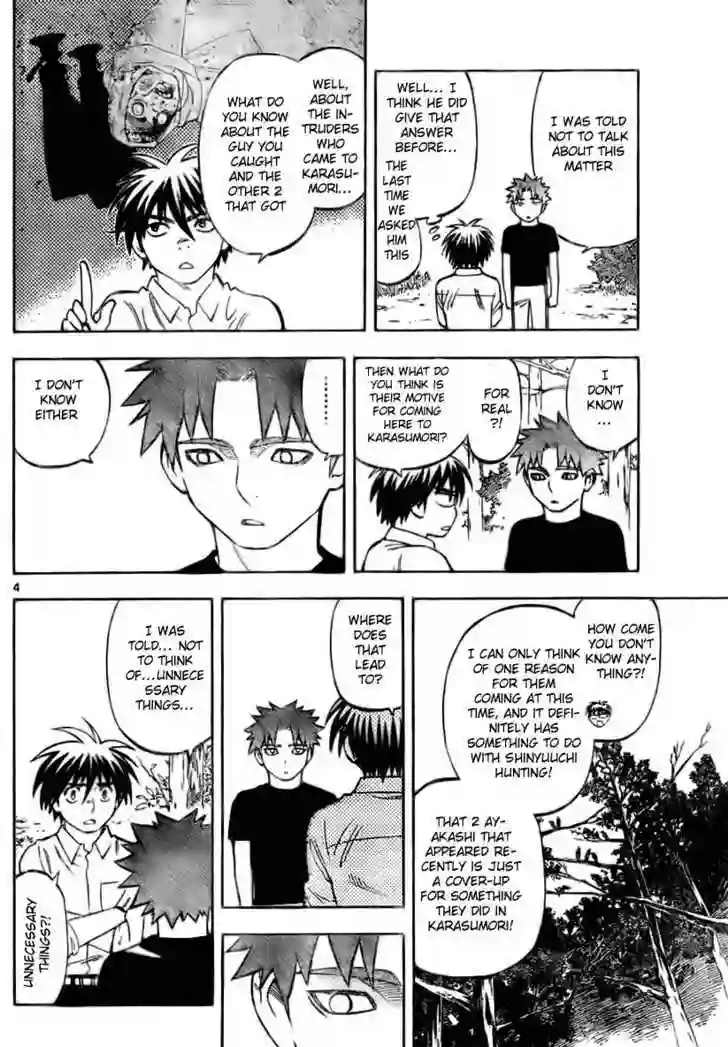 I WAS TOLD
NOT TO TALK
ABOUT THIS
MATTER
WELL... I
THINK HE DID
GIVE THAT
ANSWER
BEFORE...
THE
LAST
TIME
WE
ASKED
HIM
THIS
WELL,
ABOUT
THE IN-
TRUDERS
WHO
CAME TO
KARASU-
MORI...
WHAT DO
YOU KNOW
ABOUT THE
GUY YOU
CAUGHT
AND THE
OTHER 2
THAT GOT
I
DON'T
KNOW
...
FOR
REAL
?!
THEN WHAT DO
YOU THINK IS
THEIR MOTIVE
FOR COMING
HERE TO
KARASUMORI?
.........
I DON'T
KNOW
EITHER
4
HOW COME
YOU DON'T
KNOW ANY-
THING?!
I CAN ONLY THINK
OF ONE REASON
FOR THEM
COMING AT THIS
TIME, AND IT DEFI-
NITELY HAS
SOMETHING TO DO
WITH SHINYUUCHI
HUNTING!
THAT 2 AY-
AKASHI THAT
APPEARED RE-
CENTLY IS JUST
A COVER-UP
FOR SOMETHING
THEY DID IN
KARASUMORI!
WHERE
DOES
THAT
LEAD
TO?
I WAS
TOLD... NOT
TO THINK
OF...UNNECE
SSARY
THINGS...
UNNECESSARY
THINGS?!